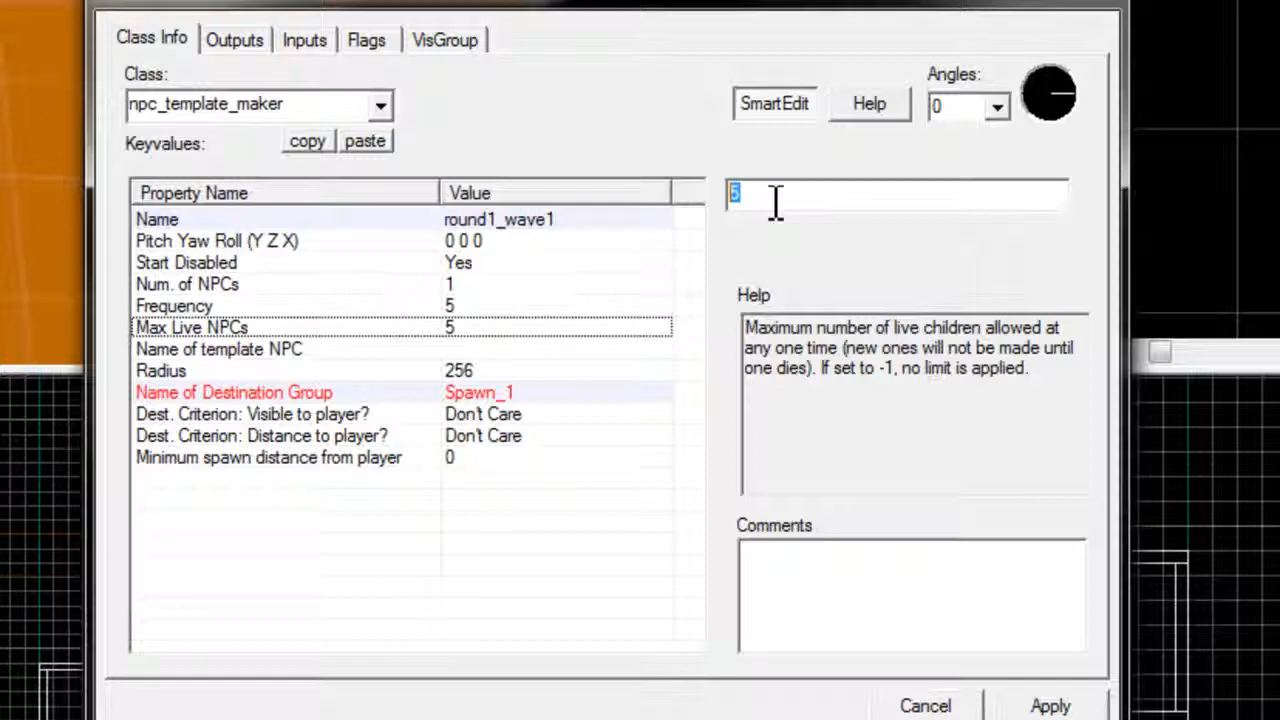 Class Info Outputs Inputs Flags VisGroup
Class: Angles:
npc_template_maker SmartEdit Help 0
Keyvalues: copy paste
Property Name Value 5
Name round1_wave1
Pitch Yaw Roll (Y Z X) 0 0 0
Start Disabled Yes
Num. of NPCs 1
Frequency 5
Max Live NPCs 5
Name of template NPC
Radius 256
Name of Destination Group Spawn_1
Dest. Criterion: Visible to player? Don't Care
Dest. Criterion: Distance to player? Don't Care
Minimum spawn distance from player 0
Help
Maximum number of live children allowed at
any one time (new ones will not be made until
one dies). If set to -1, no limit is applied.
Comments
Cancel Apply